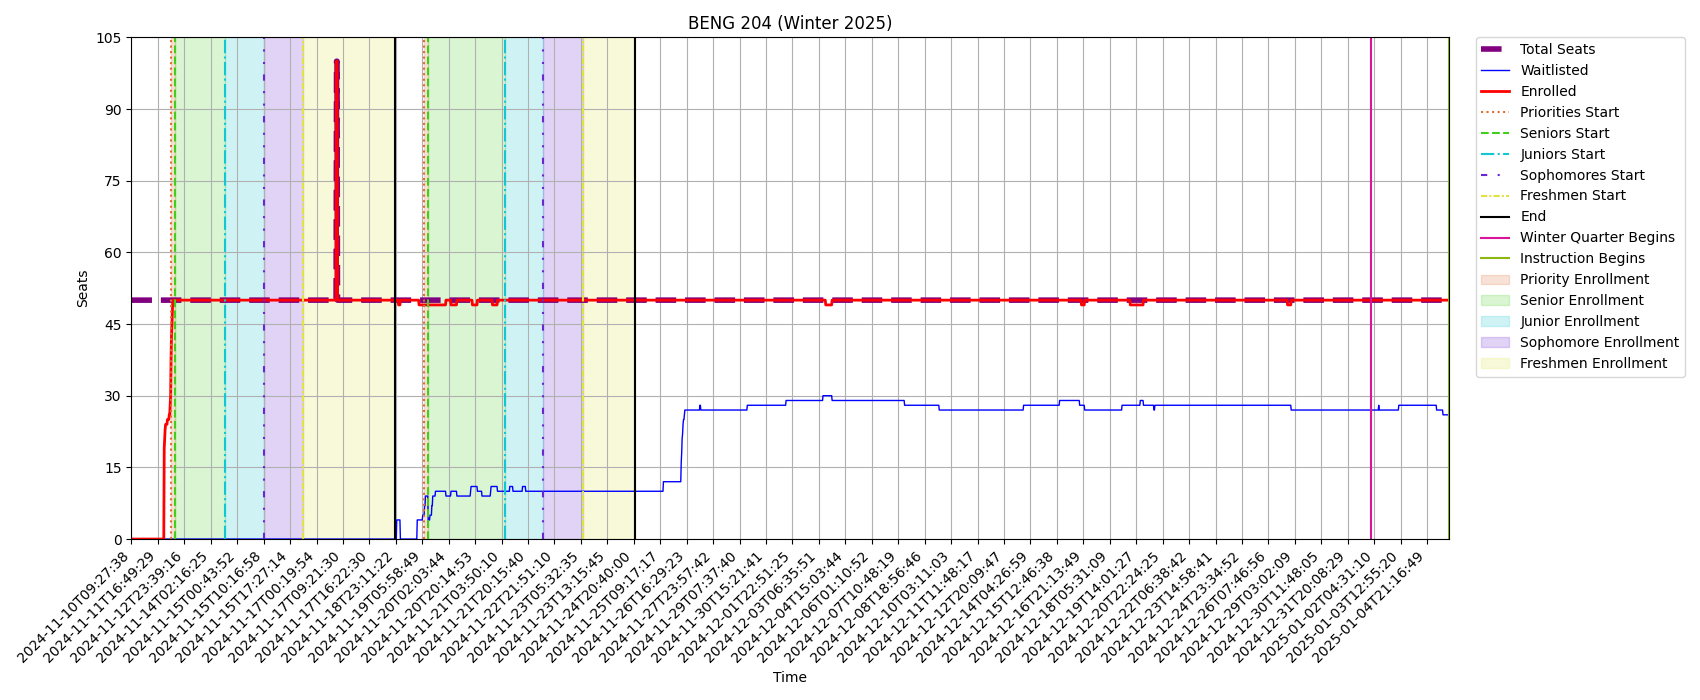 BENG 204 (Winter 2025)
105
90
75
60
45
30
15
0
Seats
2024-11-10T09:27:38
2024-11-11T16:49:29
2024-11-12T23:39:16
2024-11-14T02:16:25
2024-11-15T00:43:52
2024-11-15T10:16:58
2024-11-15T17:27:14
2024-11-17T00:19:54
2024-11-17T09:21:30
2024-11-17T16:22:30
2024-11-18T23:11:22
2024-11-19T05:58:49
2024-11-20T02:03:44
2024-11-20T20:14:53
2024-11-21T03:50:10
2024-11-21T20:15:40
2024-11-22T21:51:10
2024-11-23T05:32:35
2024-11-23T13:15:45
2024-11-24T20:40:00
2024-11-25T09:17:17
2024-11-26T16:29:23
2024-11-27T23:57:42
2024-11-29T07:37:40
2024-11-30T15:21:41
2024-12-01T22:51:25
2024-12-03T06:35:51
2024-12-04T15:03:44
2024-12-06T01:10:52
2024-12-07T10:48:19
2024-12-08T18:56:46
2024-12-10T03:11:03
2024-12-11T11:48:17
2024-12-12T20:09:47
2024-12-14T04:26:59
2024-12-15T12:46:38
2024-12-16T21:13:49
2024-12-18T05:31:09
2024-12-19T14:01:27
2024-12-20T22:24:25
2024-12-22T06:38:42
2024-12-23T14:58:41
2024-12-24T23:34:52
2024-12-26T07:46:56
2024-12-29T03:02:09
2024-12-30T11:48:05
2024-12-31T20:08:29
2025-01-02T04:31:10
2025-01-03T12:55:20
2025-01-04T21:16:49
Time
Total Seats
Waitlisted
Enrolled
Priorities Start
Seniors Start
Juniors Start
Sophomores Start
Freshmen Start
End
Winter Quarter Begins
Instruction Begins
Priority Enrollment
Senior Enrollment
Junior Enrollment
Sophomore Enrollment
Freshmen Enrollment